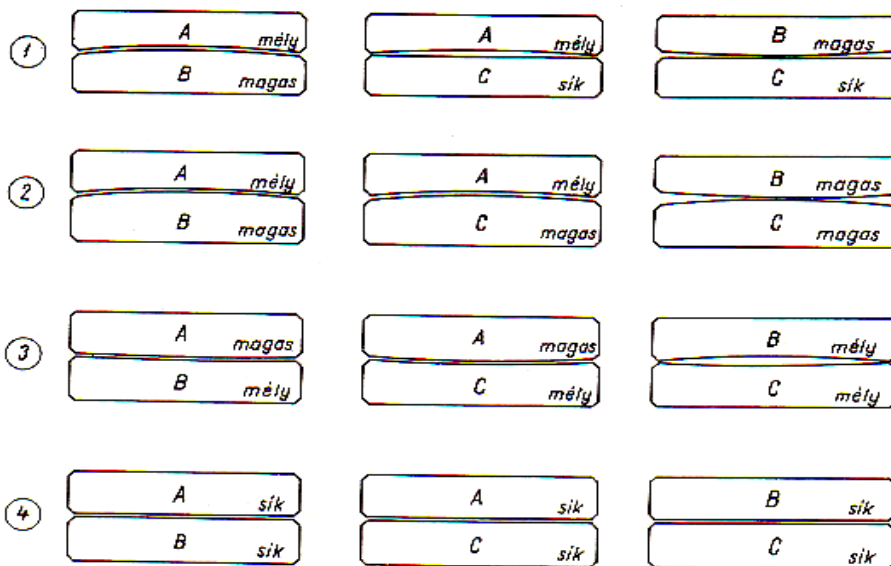 1
A mély
B magas
A mély
C sík
B magas
C sík
2
A mély
B magas
A mély
C magas
B magas
C magas
3
A magas
B mély
A magas
C mély
B mély
C mély
4
A sík
B sík
A sík
C sík
B sík
C sík